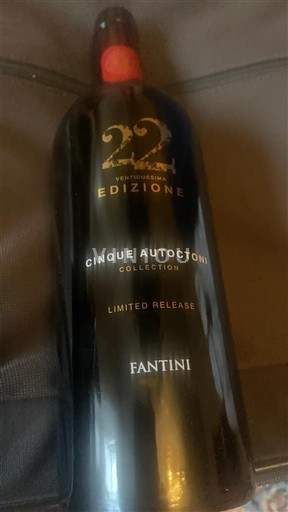 22
VENTIDUESIMA
EDIZIONE
CINQUE AUTOCTONI
COLLECTION
LIMITED RELEASE
FANTINI